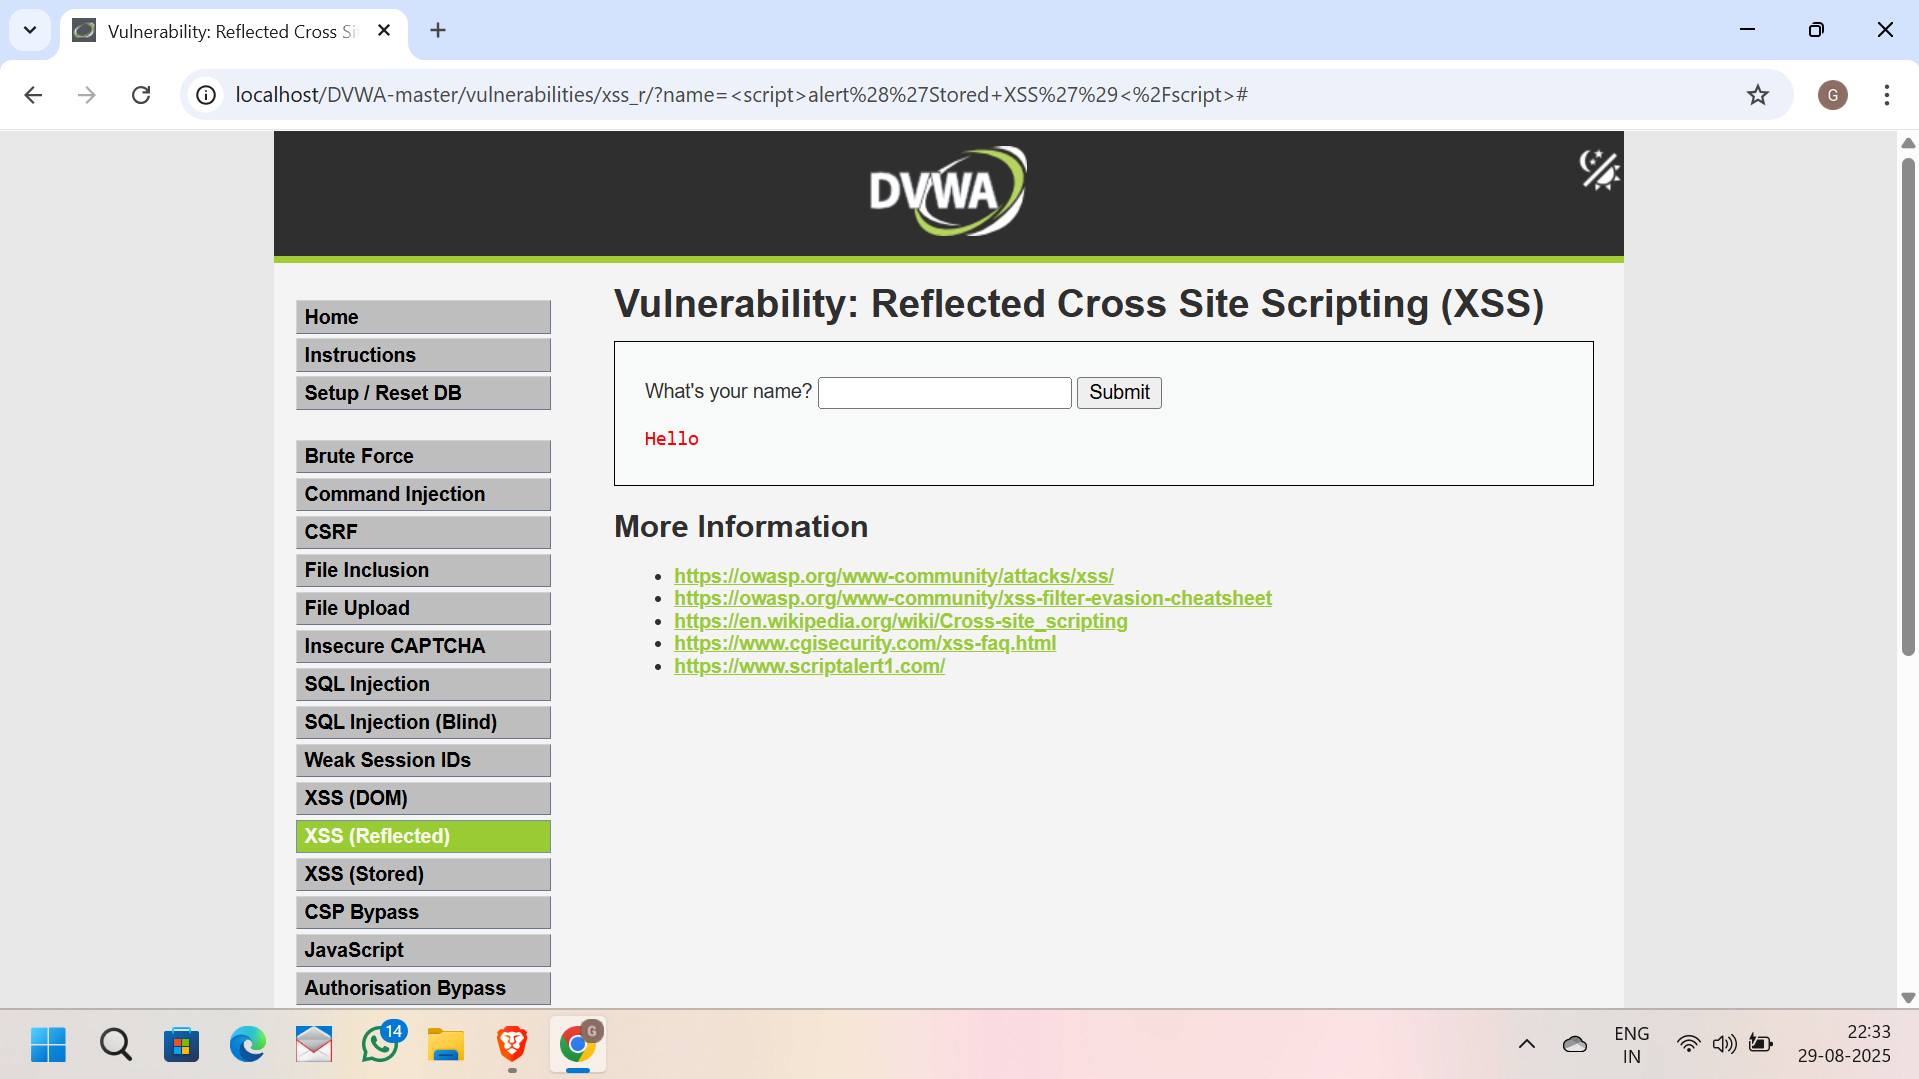 Vulnerability: Reflected Cross Si
localhost/DVWA-master/vulnerabilities/xss_r/?name=<script>alert%28%27Stored+XSS%27%29<%2Fscript>#
G
DVWA
Home
Instructions
Setup / Reset DB
Brute Force
Command Injection
CSRF
File Inclusion
File Upload
Insecure CAPTCHA
SQL Injection
SQL Injection (Blind)
Weak Session IDs
XSS (DOM)
XSS (Reflected)
XSS (Stored)
CSP Bypass
JavaScript
Authorisation Bypass
Vulnerability: Reflected Cross Site Scripting (XSS)
What's your name? Submit
Hello
More Information
https://owasp.org/www-community/attacks/xss/
https://owasp.org/www-community/xss-filter-evasion-cheatsheet
https://en.wikipedia.org/wiki/Cross-site_scripting
https://www.cgisecurity.com/xss-faq.html
https://www.scriptalert1.com/
14
G
ENG
IN
22:33
29-08-2025